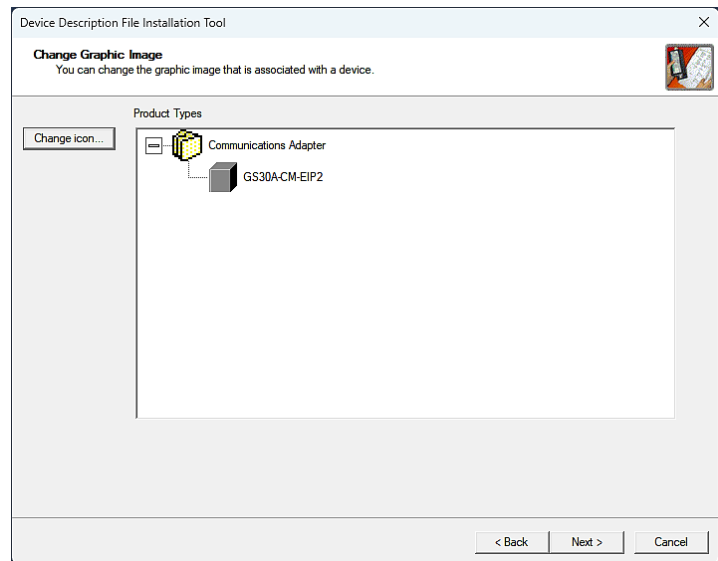 Device Description File Installation Tool
Change Graphic Image
You can change the graphic image that is associated with a device.
Product Types
Change icon...
Communications Adapter
GS30A-CM-EIP2
< Back
Next >
Cancel